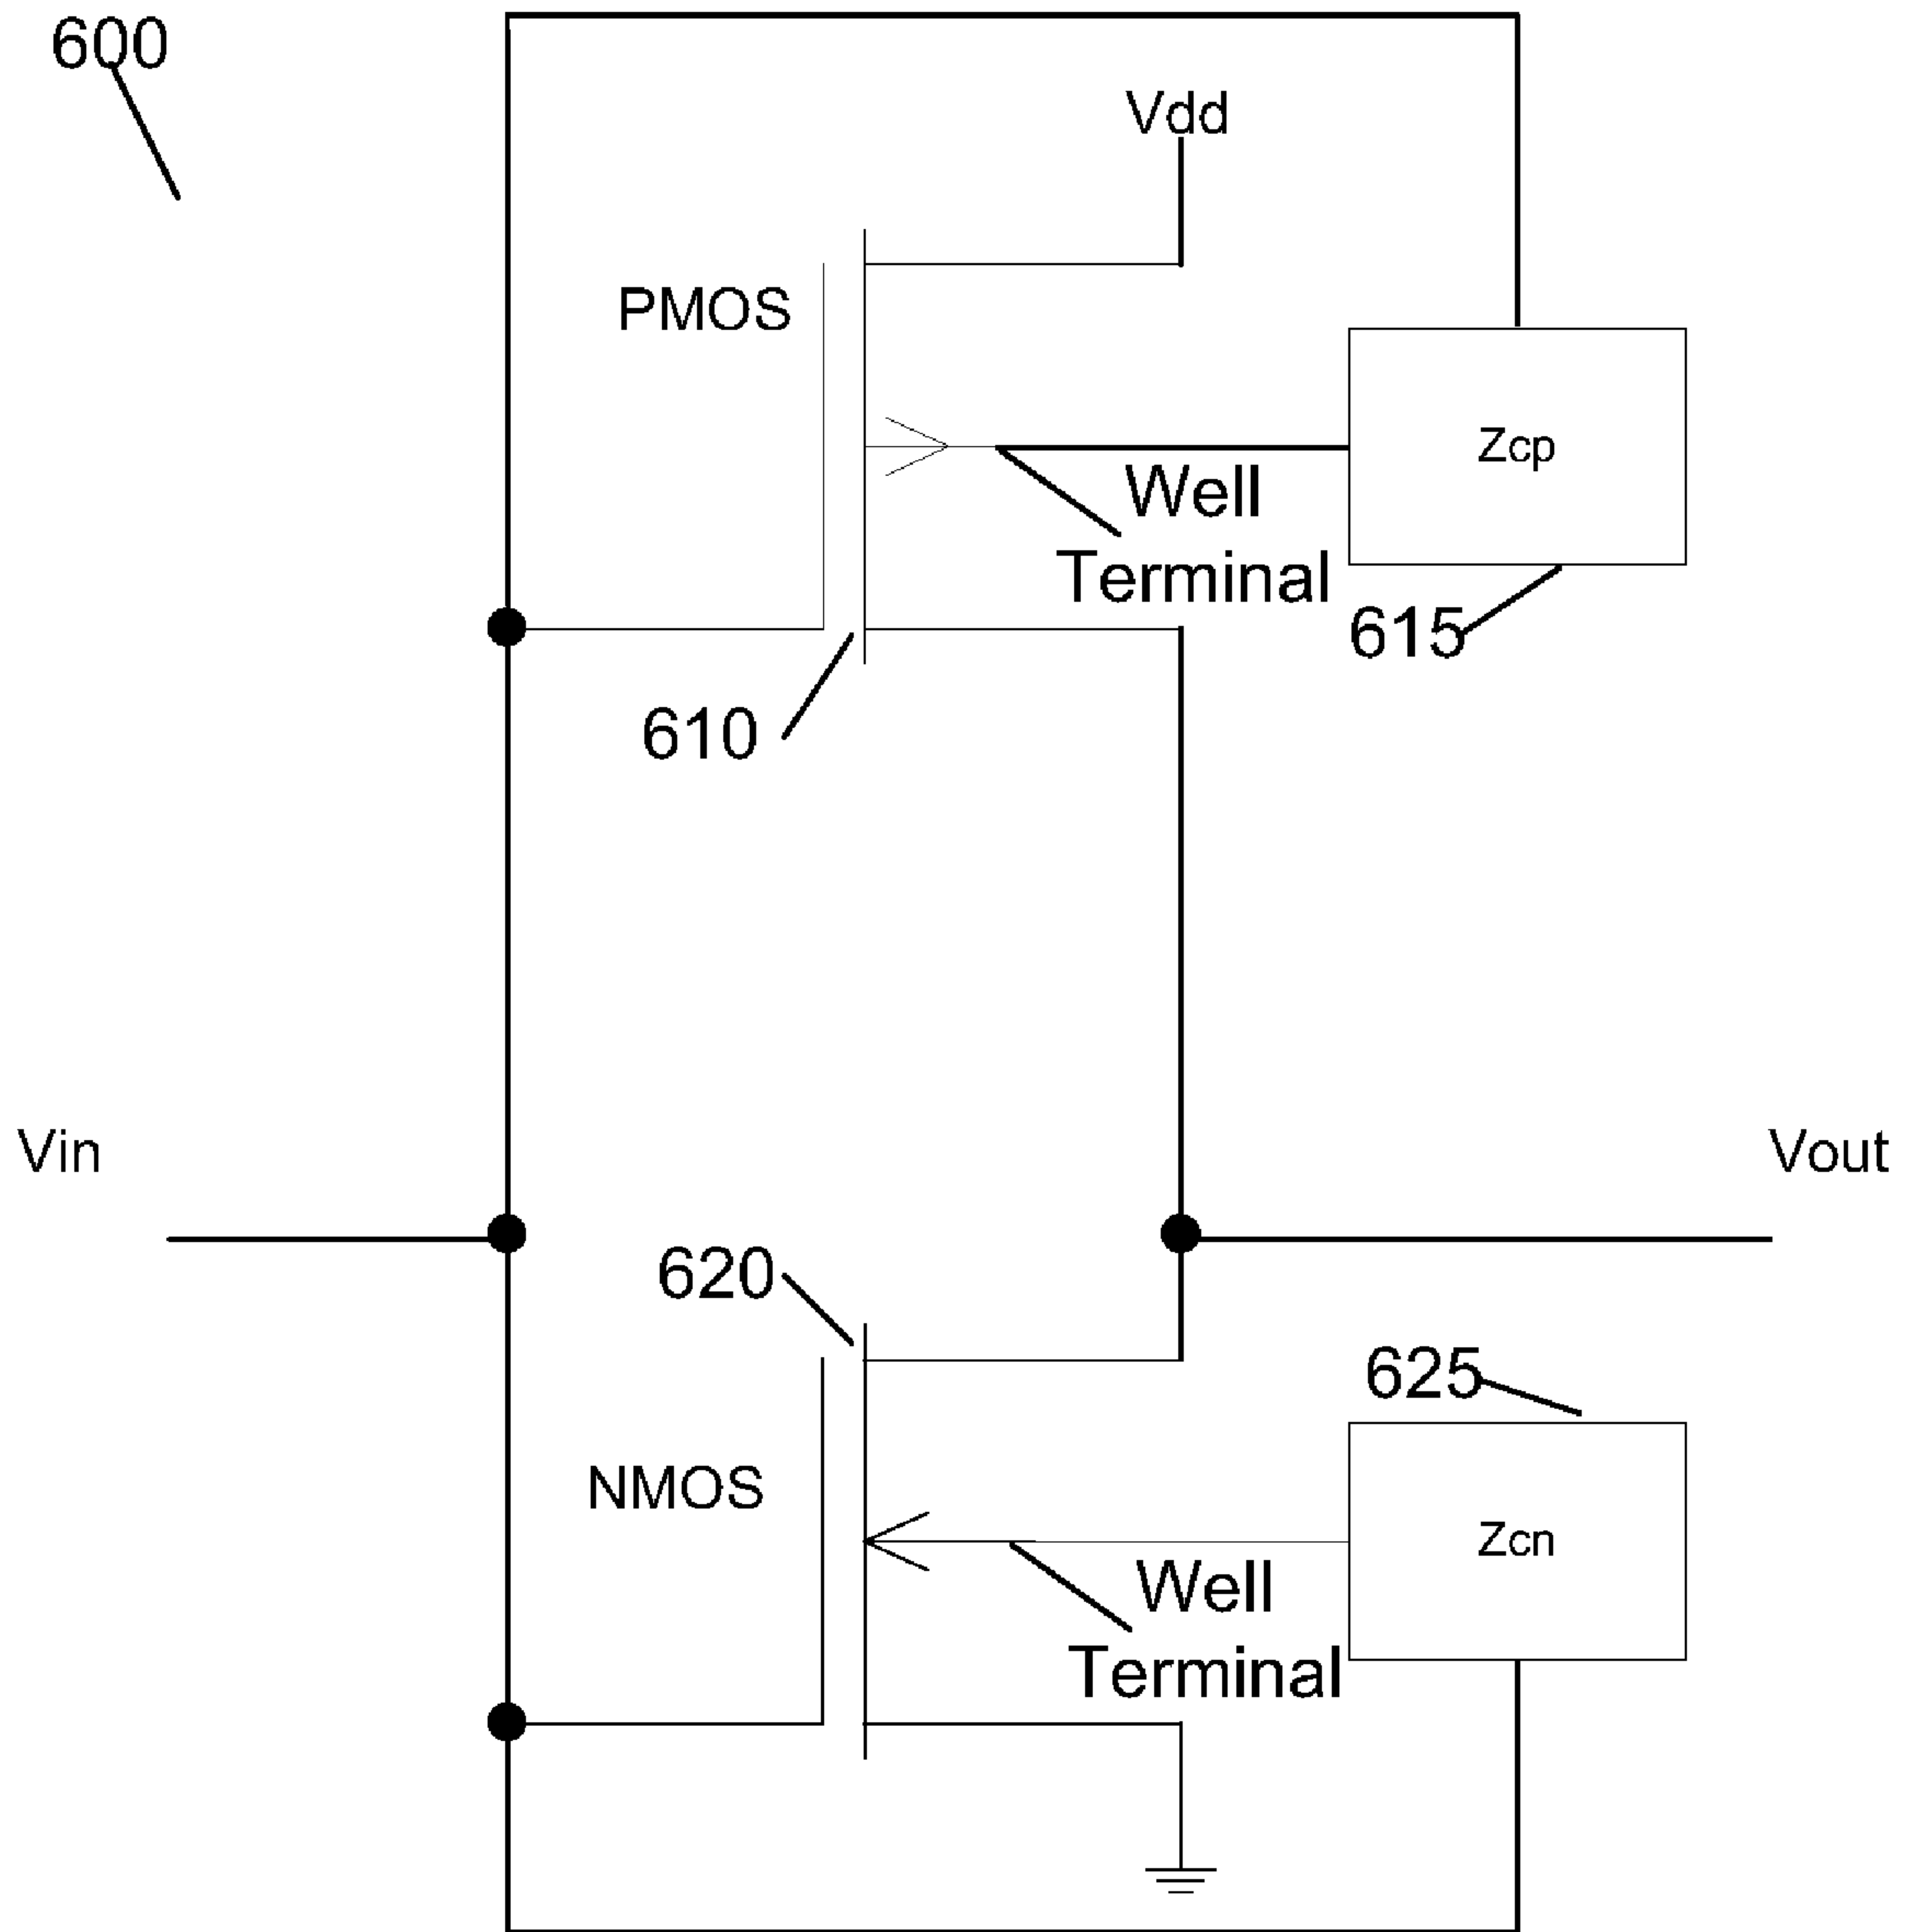 600
Vdd
PMOS
Zcp
Well
Terminal
615
610
Vin
Vout
620
625
NMOS
Zcn
Well
Terminal